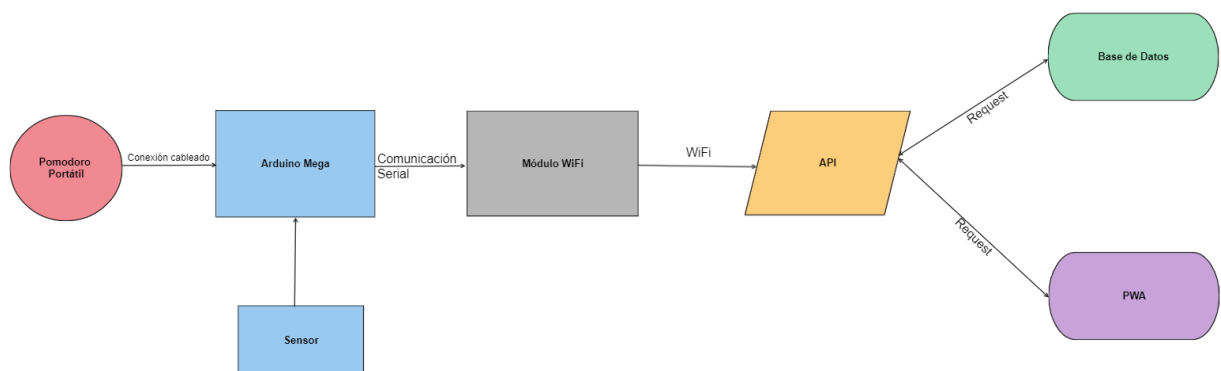 Pomodoro
Portátil
Conexión cableado
Arduino Mega
Comunicación
Serial
Módulo WiFi
WiFi
API
Request
Base de Datos
Request
PWA
Sensor